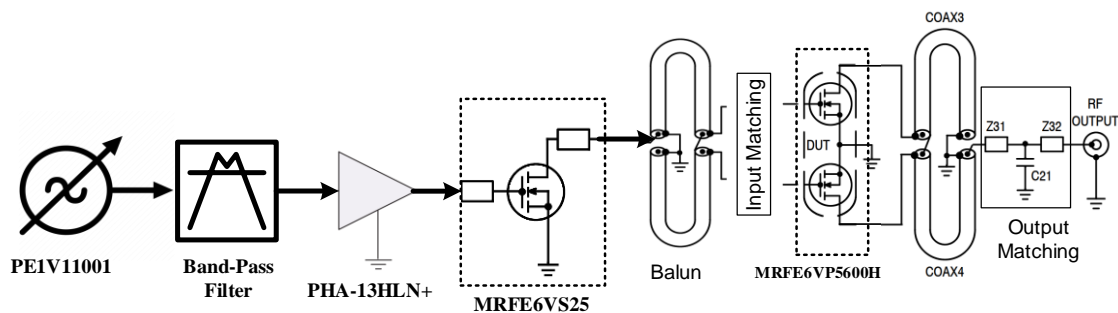 PE1V11001
Band-Pass
Filter
PHA-13HLN+
MRFE6VS25
Balun
Input Matching
DUT
MRFE6VP5600H
COAX3
COAX4
Z31
Z32
C21
RF
OUTPUT
Output
Matching